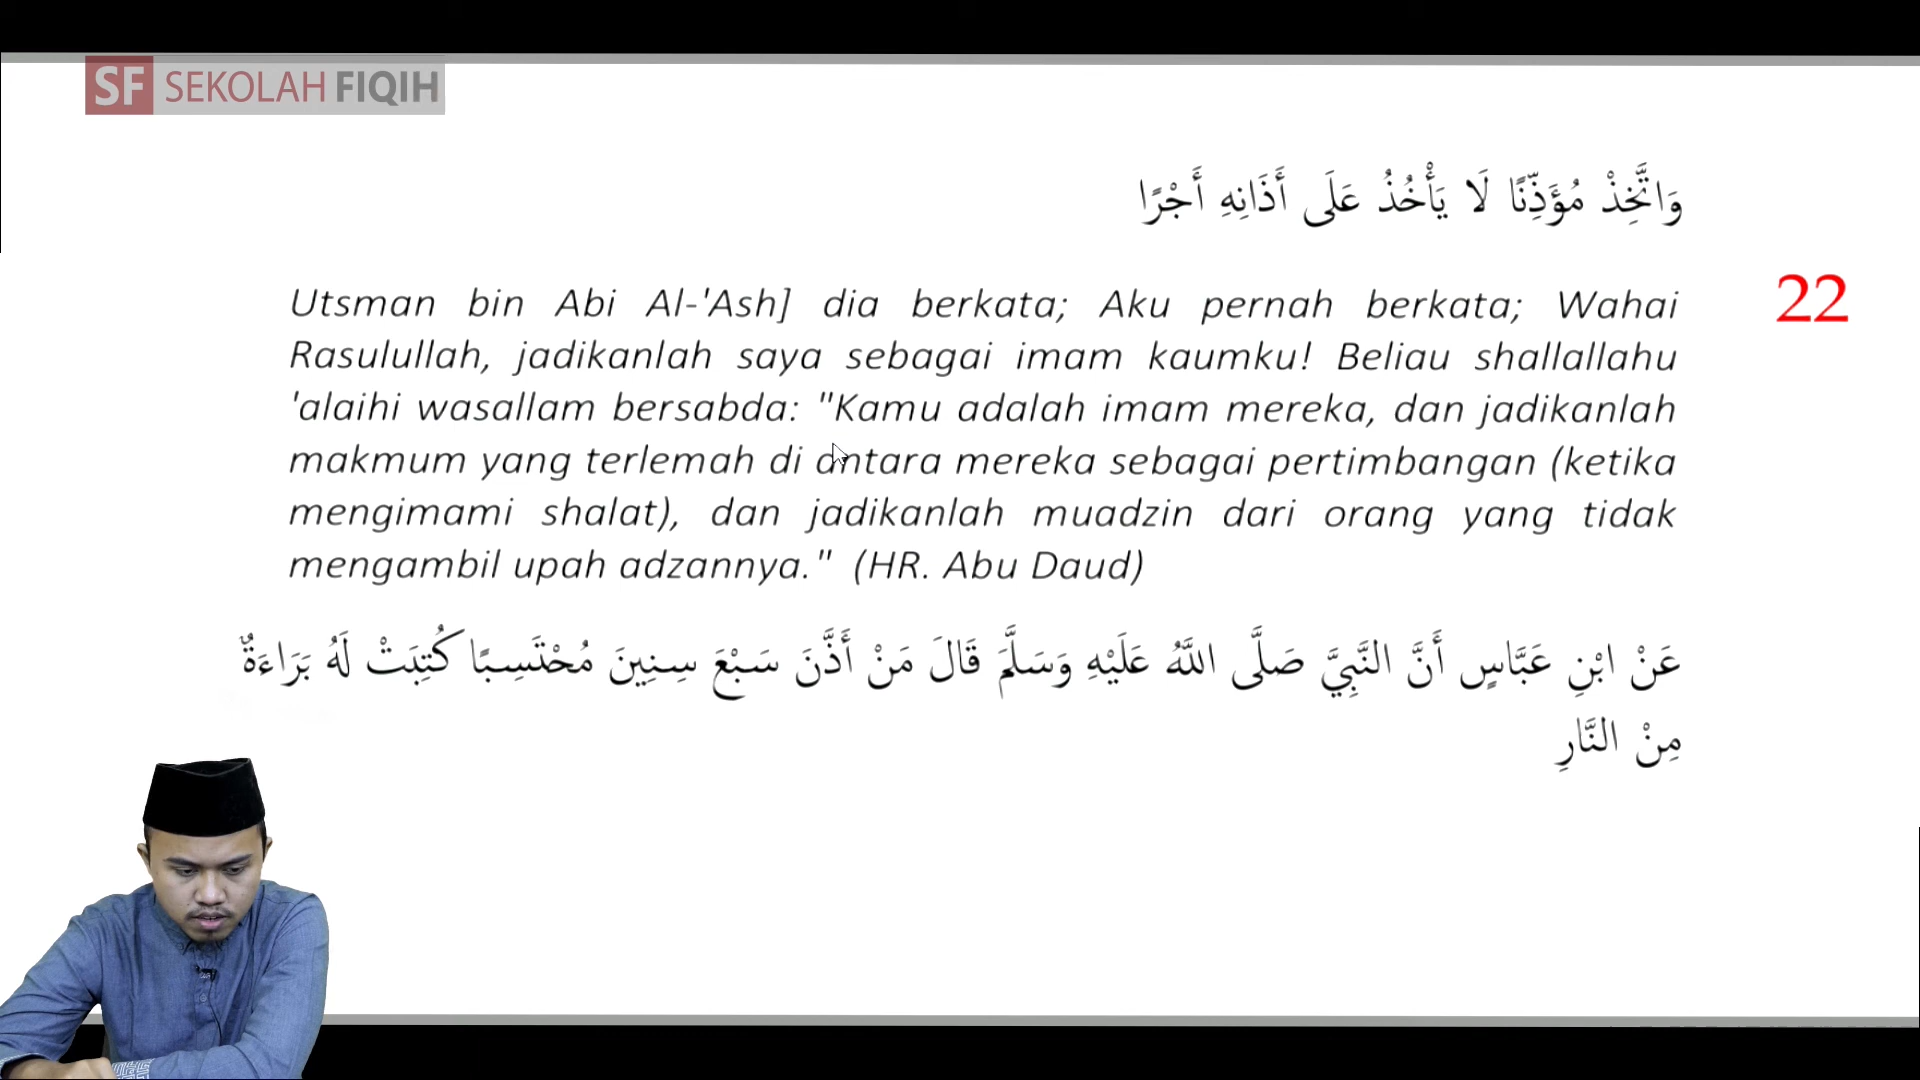 SF SEKOLAH FIQIH
وَاتَّخِذْ مُؤَذِّنًا لَا يَأْخُذُ عَلَى أَذَانِهِ أَجْرًا
Utsman bin Abi Al-'Ash] dia berkata; Aku pernah berkata; Wahai
22
Rasulullah, jadikanlah saya sebagai imam kaumku! Beliau shallallahu
'alaihi wasallam bersabda: "Kamu adalah imam mereka, dan jadikanlah
makmum yang terlemah di antara mereka sebagai pertimbangan (ketika
mengimami shalat), dan jadikanlah muadzin dari orang yang tidak
mengambil upah adzannya." (HR. Abu Daud)
عَنْ ابْنِ عَبَّاسٍ أَنَّ النَّبِيَّ صَلَّى اللَّهُ عَلَيْهِ وَسَلَّمَ قَالَ مَنْ أَذَّنَ سَبْعَ سِنِينَ مُحْتَسِبًا كُتِبَتْ لَهُ بَرَاءَةٌ
مِنْ النَّارِ